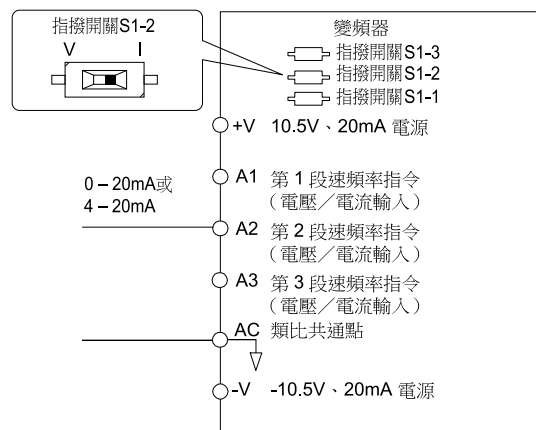 指撥開關S1-2
V I
變頻器
指撥開關S1-3
指撥開關S1-2
指撥開關S1-1
+V 10.5V、20mA 電源
A1 第 1 段速頻率指令
（電壓／電流輸入）
0－20mA或
4－20mA
A2 第 2 段速頻率指令
（電壓／電流輸入）
A3 第 3 段速頻率指令
（電壓／電流輸入）
AC 類比共通點
-V -10.5V、20mA 電源